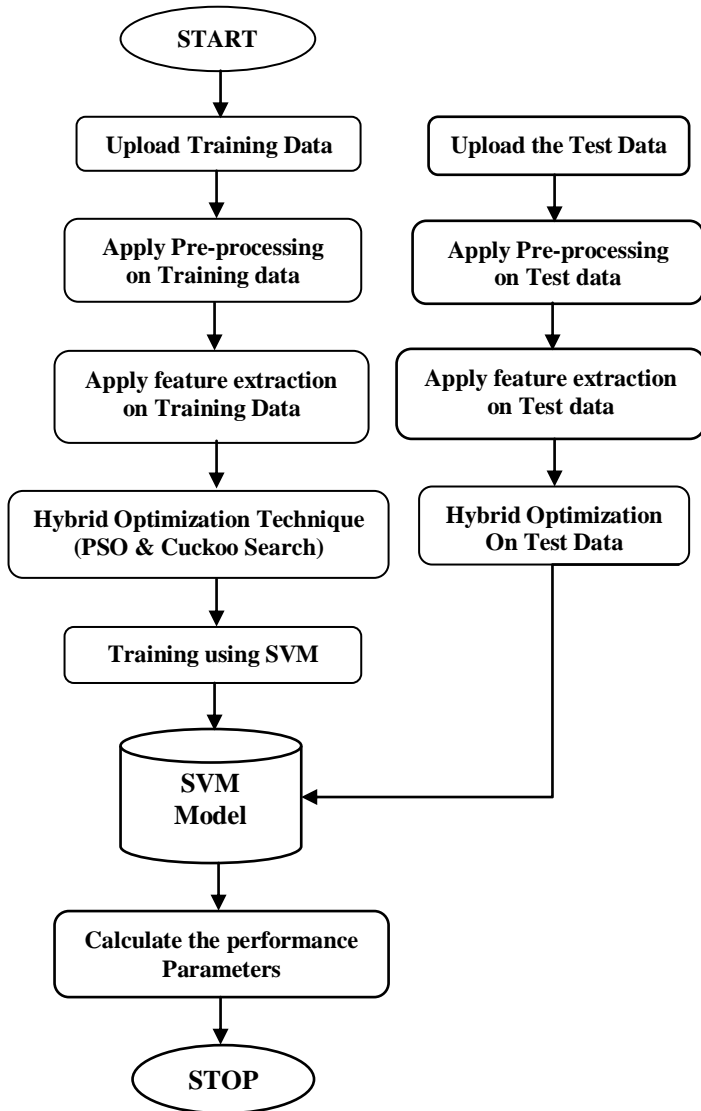 START
Upload Training Data
Apply Pre-processing
on Training data
Apply feature extraction
on Training Data
Hybrid Optimization Technique
(PSO & Cuckoo Search)
Training using SVM
SVM
Model
Calculate the performance
Parameters
STOP
Upload the Test Data
Apply Pre-processing
on Test data
Apply feature extraction
on Test data
Hybrid Optimization
On Test Data